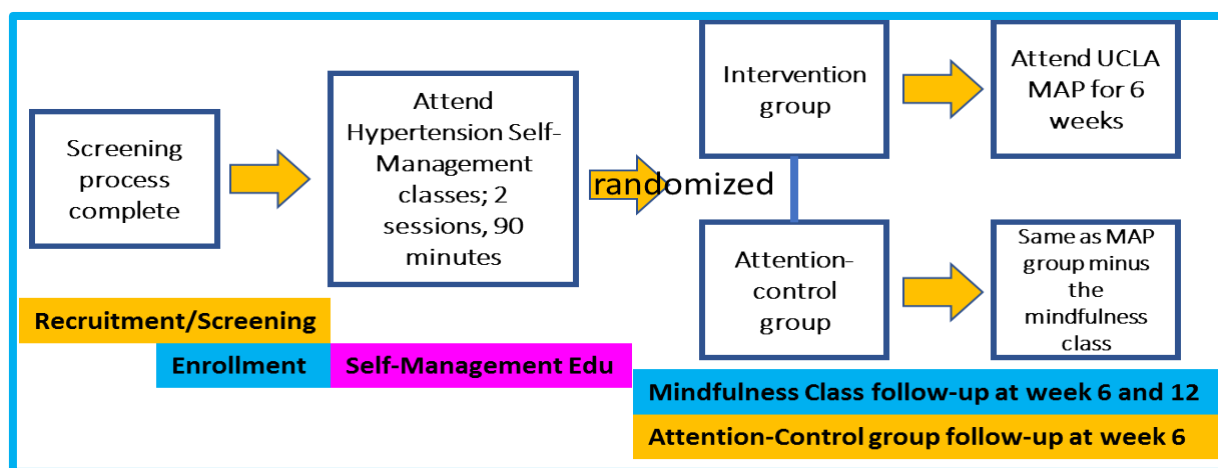 Screening
process
complete
Attend
Hypertension Self-
Management
classes; 2
sessions, 90
minutes
randomized
Intervention
group
Attend UCLA
MAP for 6
weeks
Attention-
control
group
Same as MAP
group minus
the
mindfulness
class
Recruitment/Screening
Enrollment
Self-Management Edu
Mindfulness Class follow-up at week 6 and 12
Attention-Control group follow-up at week 6